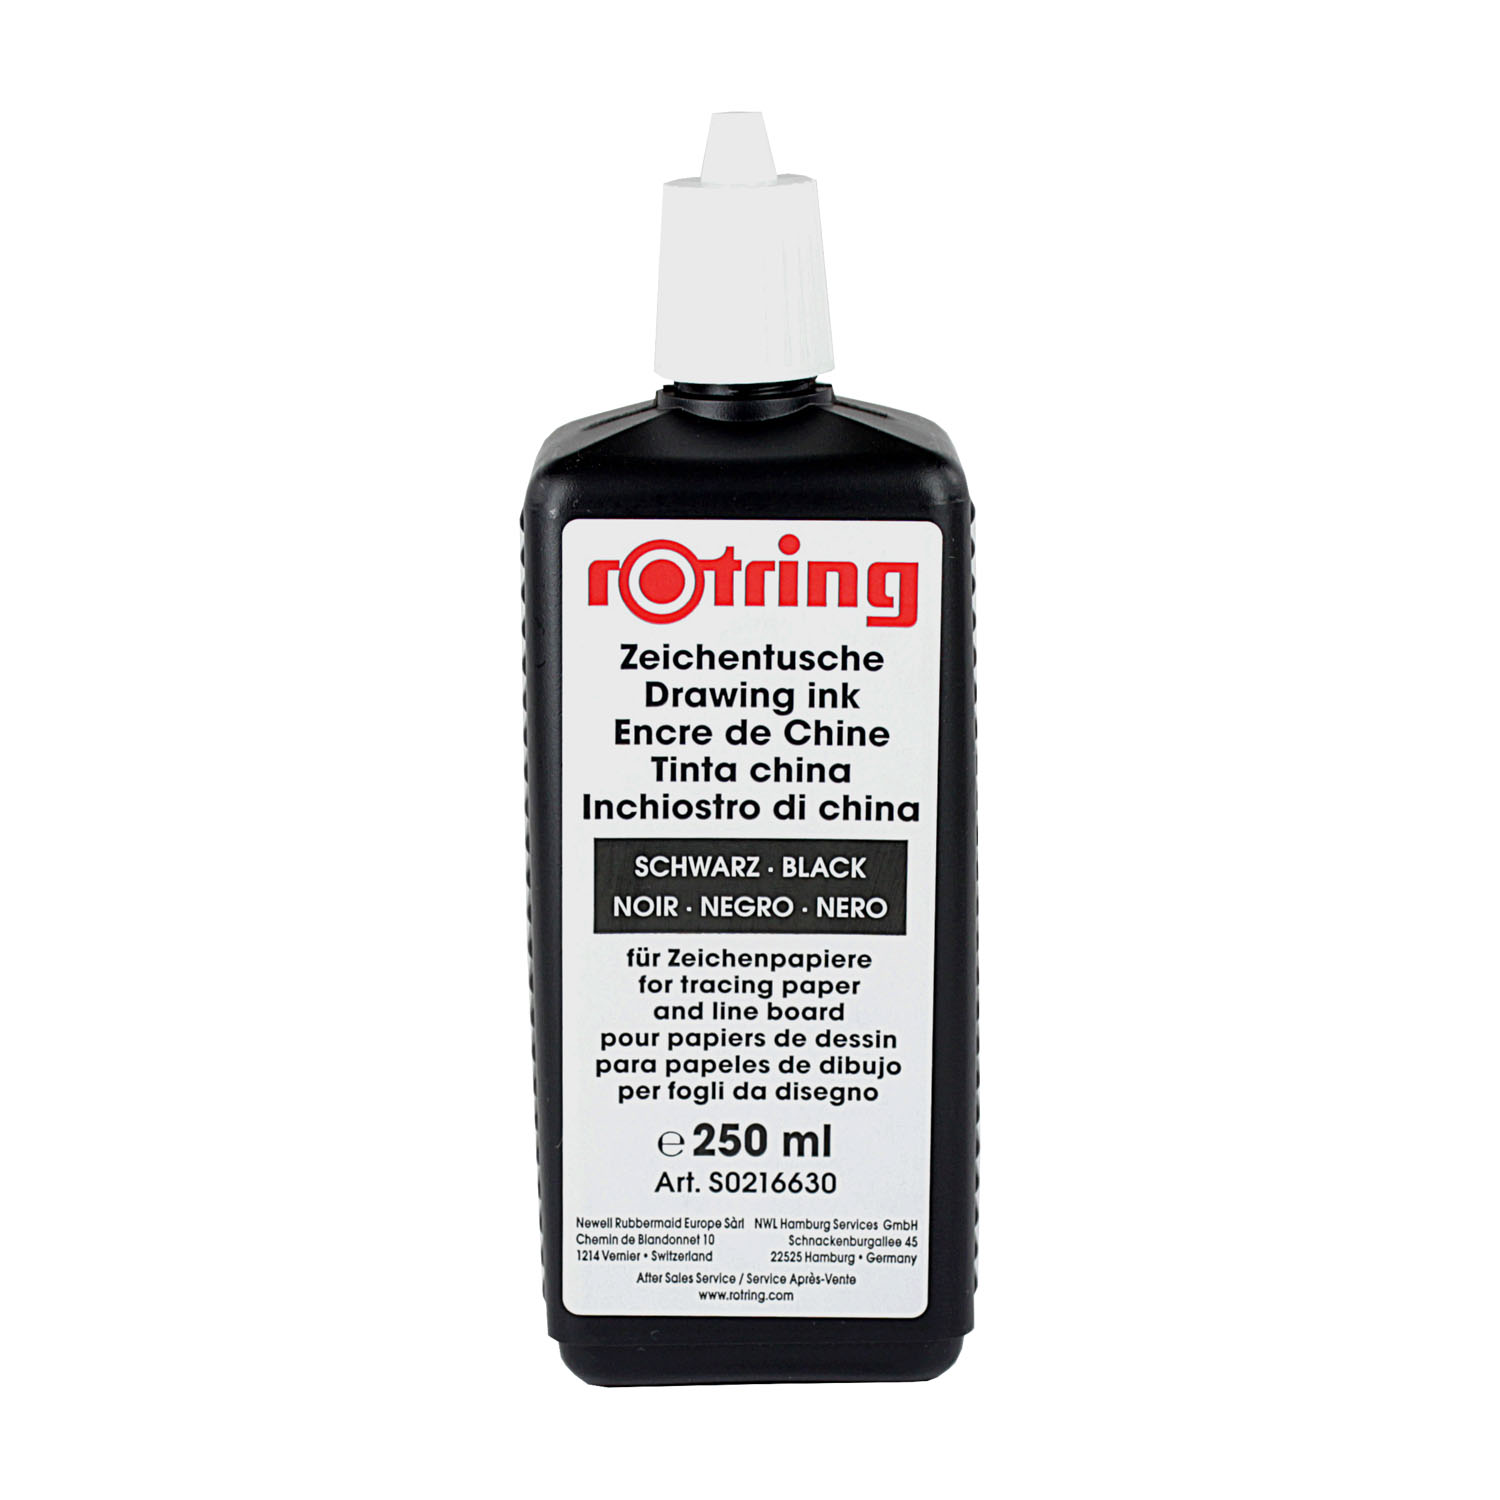 rotring
Zeichentusche
Drawing ink
Encre de Chine
Tinta china
Inchiostro di china
SCHWARZ · BLACK
NOIR · NEGRO · NERO
für Zeichenpapiere
for tracing paper
and line board
pour papiers de dessin
para papeles de dibujo
per fogli da disegno
℮ 250 ml
Art. S0216630
Newell Rubbermaid Europe Sàrl NWL Hamburg Services GmbH
Chemin de Blandonnet 10 Schnackenburgallee 45
1214 Vernier • Switzerland 22525 Hamburg • Germany
After Sales Service / Service Après-Vente
www.rotring.com